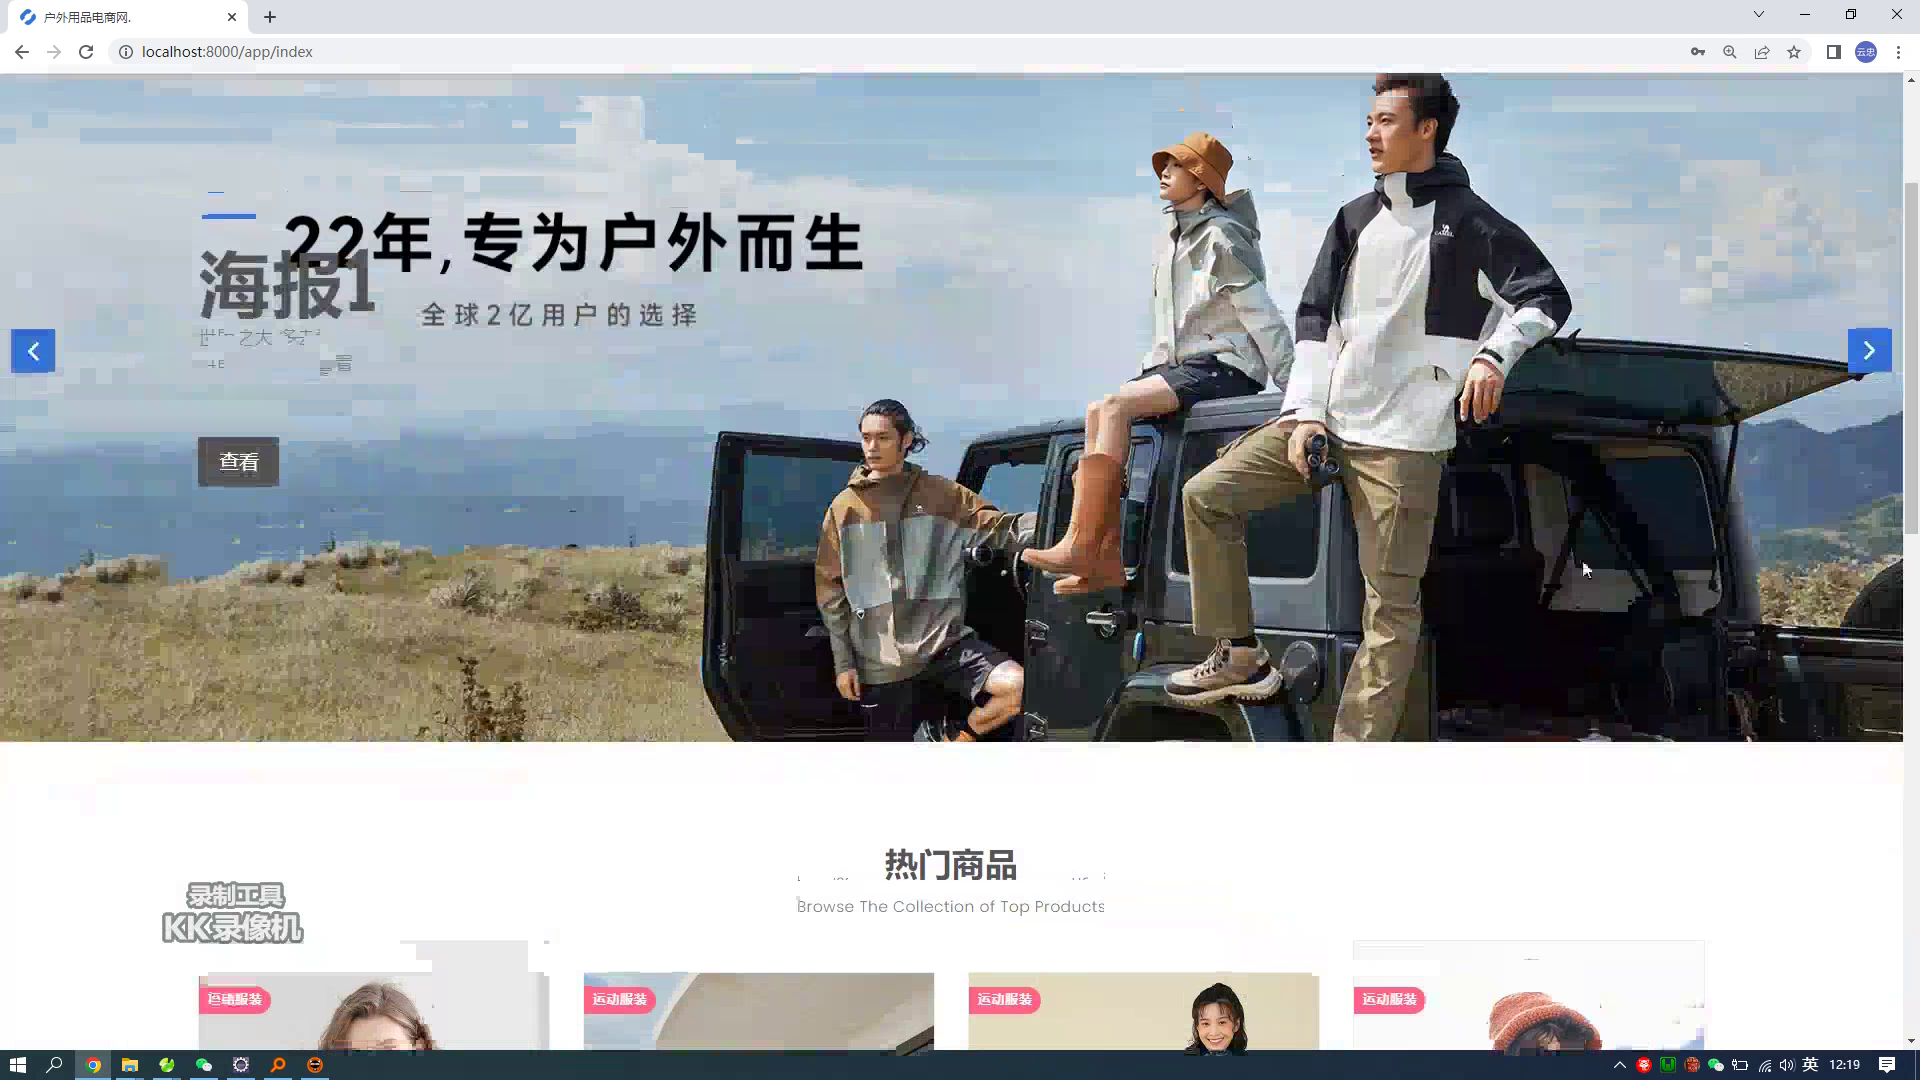 户外用品电商网.
localhost:8000/app/index
云忠
22年,专为户外而生
海报1
全球2亿用户的选择
查看
CAMEL
热门商品
Browse The Collection of Top Products
录制工具
KK录像机
运动服装
运动服装
运动服装
运动服装
英
12:19